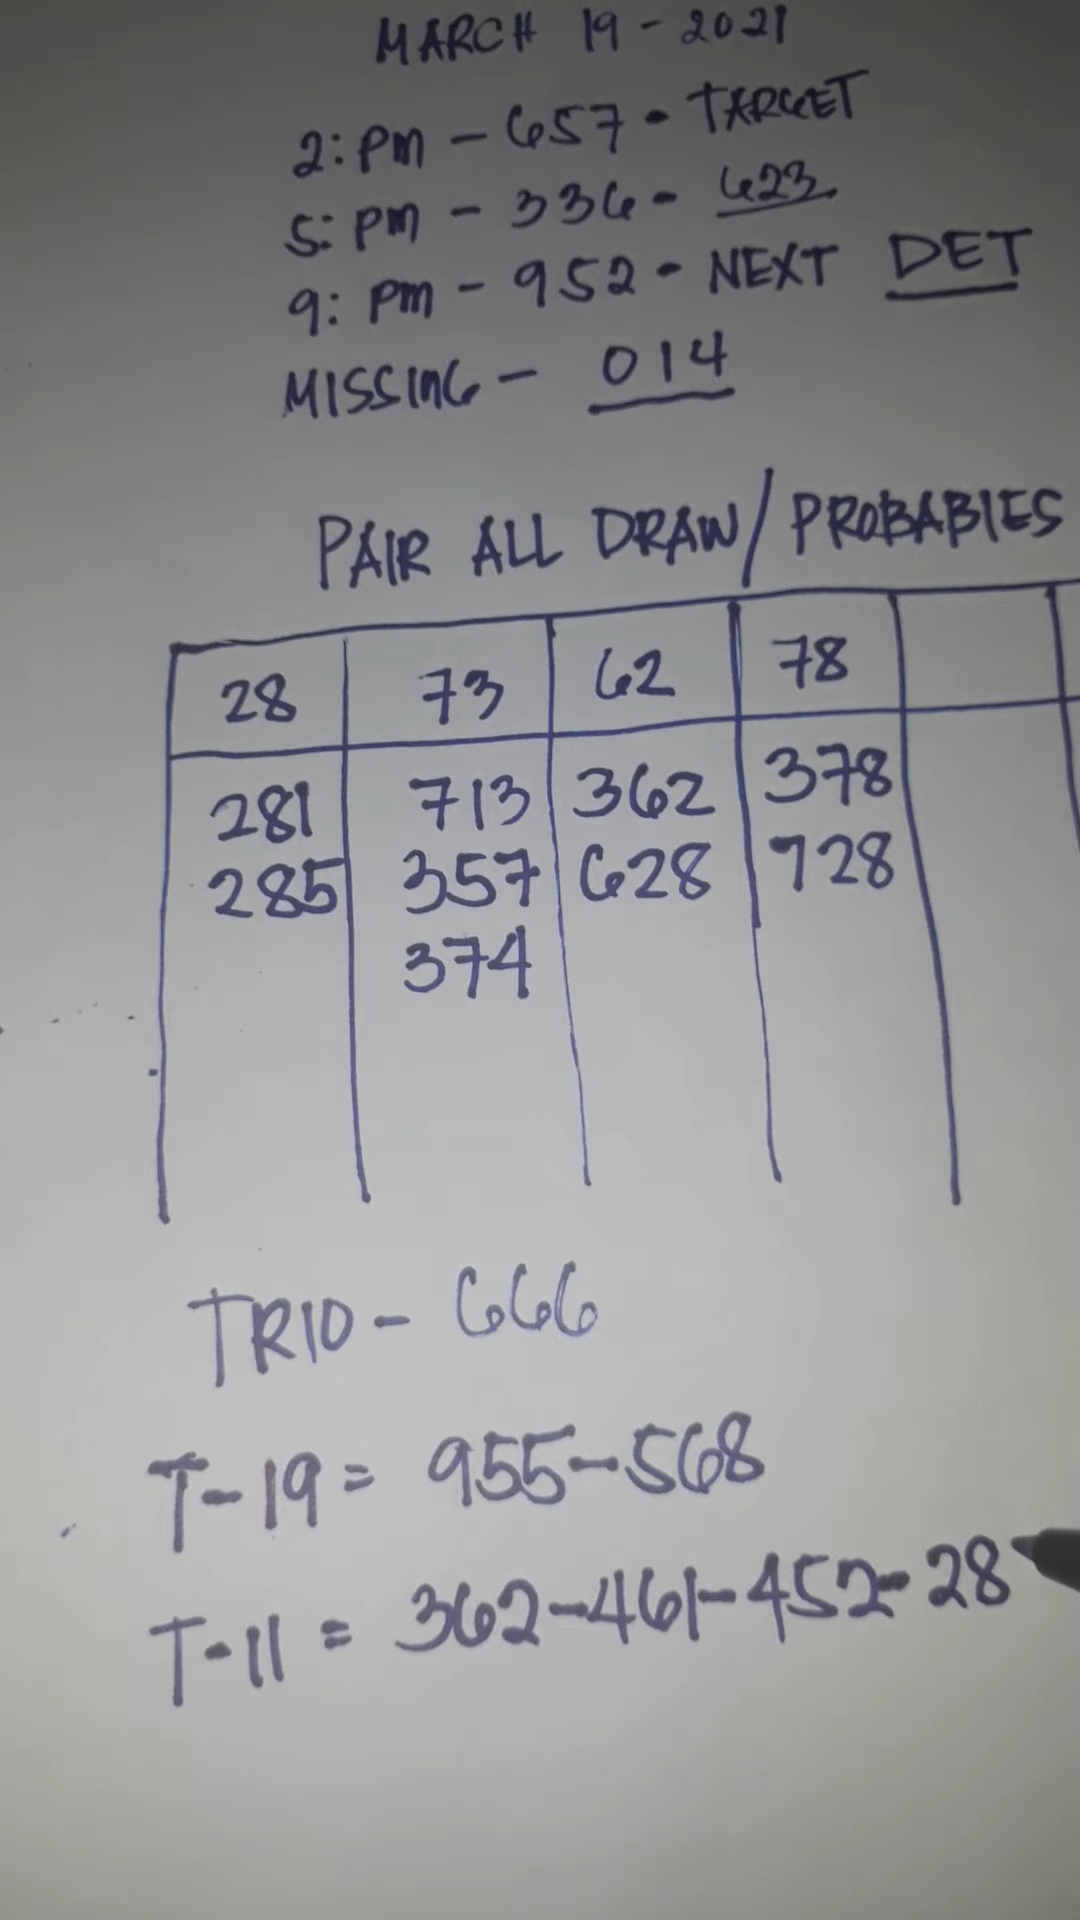 MARCH 19-2021
2:PM - 657 - TARGET
5:PM - 336 - 623
9:PM - 952 - NEXT DET
MISSING - 014
PAIR ALL DRAW/PROBABIES
28 73 62 78
281 713 362 378
285 357 628 728
374
TRIO - 666
T-19 = 955-568
T-11 = 362-461-452-28